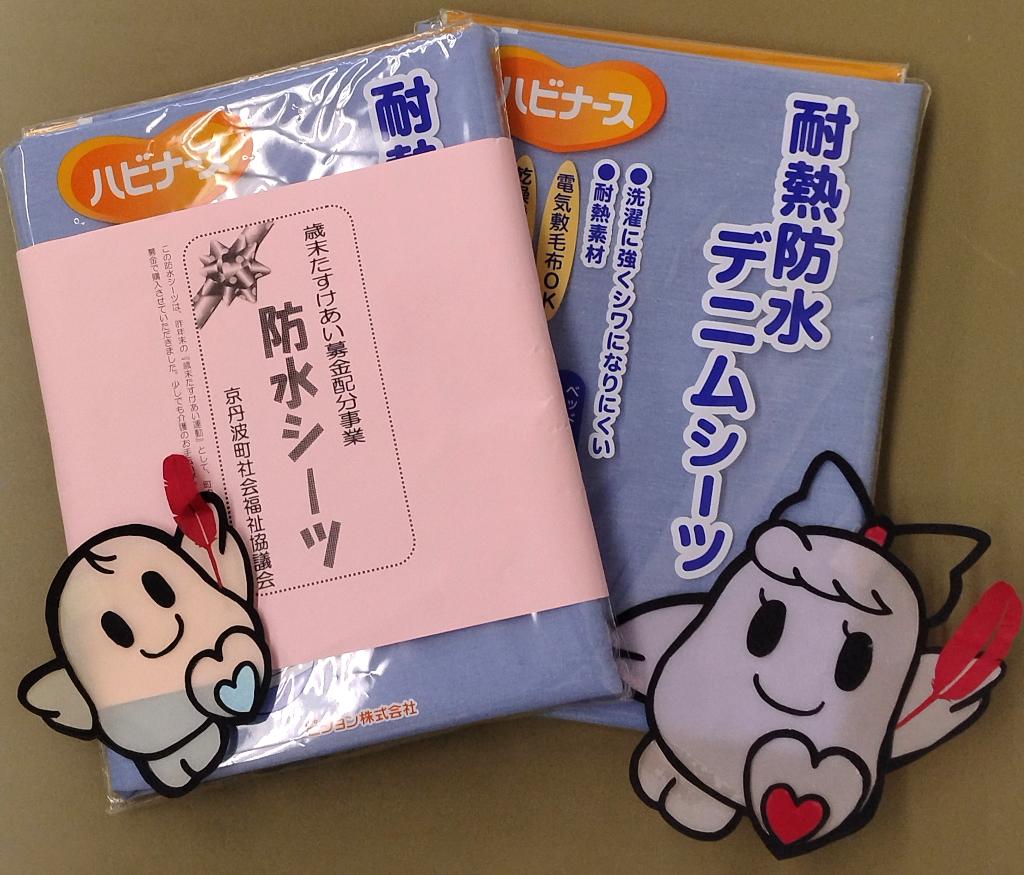 ハビナース
耐熱
歳末たすけあい募金配分事業
防水シーツ
京丹波町社会福祉協議会
この防水シーツは、昨年末の『歳末たすけあい運動』として、町
募金で購入させていただきました。少しでも介護のお手
ピジョン株式会社
ハビナース
耐熱防水
デニムシーツ
●洗濯に強くシワになりにくい
●耐熱素材
電気敷毛布OK
乾燥
ベッド